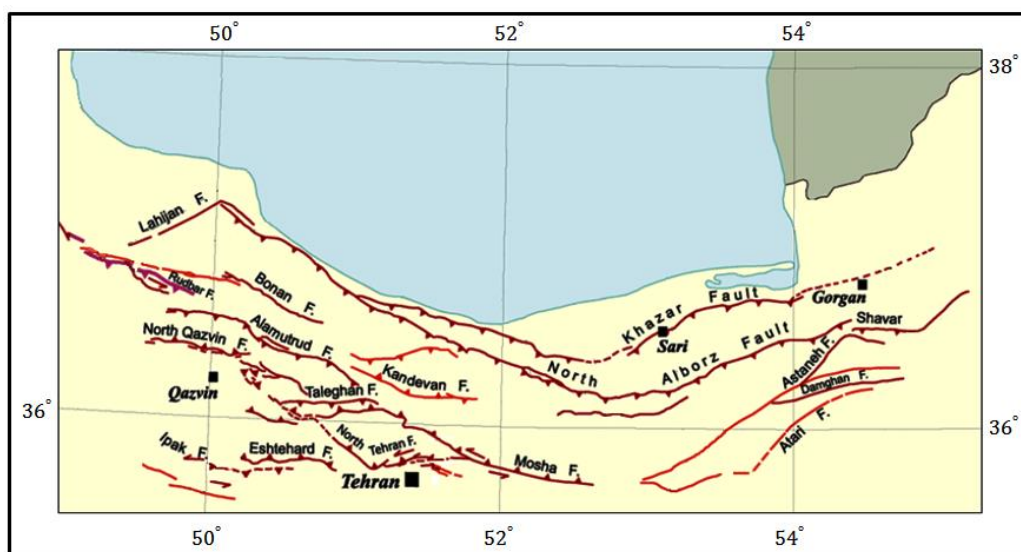 50°
52°
54°
38°
Lahijan F.
Rudbar F.
Bonan F.
Khazar Fault
Gorgan
Sari
Shavar
North Qazvin F.
Alamutrud F.
North Alborz Fault
Astaneh F.
Kandevan F.
Damghan F.
Qazvin
Taleghan F.
36°
36°
Atari F.
Ipak F.
Eshtehard F.
North Tehran F.
Mosha F.
Tehran
50°
52°
54°